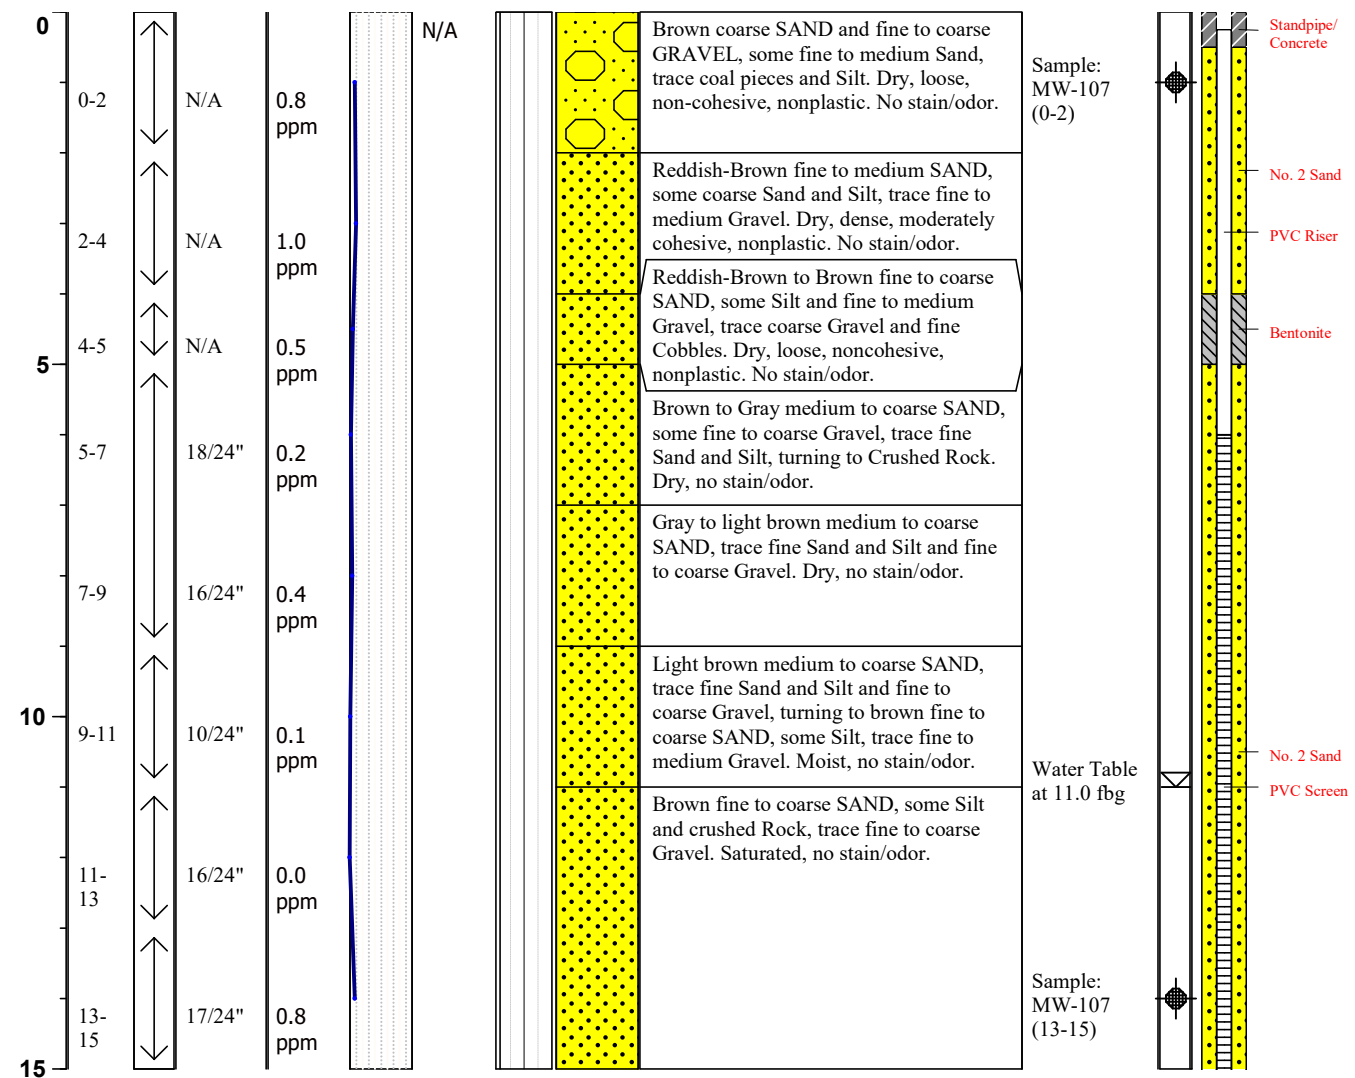 0
N/A
Brown coarse SAND and fine to coarse
GRAVEL, some fine to medium Sand,
trace coal pieces and Silt. Dry, loose,
non-cohesive, nonplastic. No stain/odor.
Standpipe/
Concrete
Sample:
MW-107
(0-2)
0-2
N/A
0.8
ppm
Reddish-Brown fine to medium SAND,
some coarse Sand and Silt, trace fine to
medium Gravel. Dry, dense, moderately
cohesive, nonplastic. No stain/odor.
No. 2 Sand
PVC Riser
2-4
N/A
1.0
ppm
Reddish-Brown to Brown fine to coarse
SAND, some Silt and fine to medium
Gravel, trace coarse Gravel and fine
Cobbles. Dry, loose, noncohesive,
nonplastic. No stain/odor.
Bentonite
4-5
N/A
0.5
ppm
5
Brown to Gray medium to coarse SAND,
some fine to coarse Gravel, trace fine
Sand and Silt, turning to Crushed Rock.
Dry, no stain/odor.
5-7
18/24"
0.2
ppm
Gray to light brown medium to coarse
SAND, trace fine Sand and Silt and fine
to coarse Gravel. Dry, no stain/odor.
7-9
16/24"
0.4
ppm
Light brown medium to coarse SAND,
trace fine Sand and Silt and fine to
coarse Gravel, turning to brown fine to
coarse SAND, some Silt, trace fine to
medium Gravel. Moist, no stain/odor.
10
9-11
10/24"
0.1
ppm
No. 2 Sand
Water Table
at 11.0 fbg
PVC Screen
Brown fine to coarse SAND, some Silt
and crushed Rock, trace fine to coarse
Gravel. Saturated, no stain/odor.
11-
13
16/24"
0.0
ppm
Sample:
MW-107
(13-15)
13-
15
17/24"
0.8
ppm
15